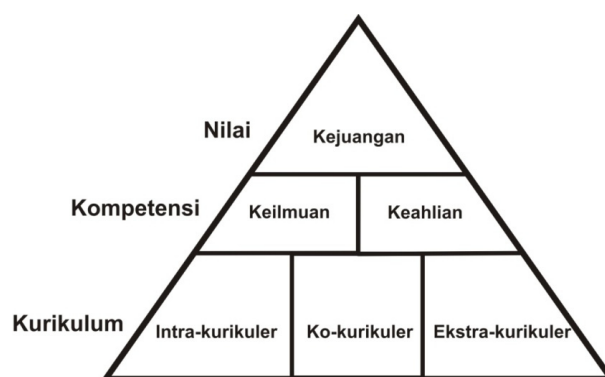 Nilai
Kejuangan
Kompetensi
Keilmuan
Keahlian
Kurikulum
Intra-kurikuler
Ko-kurikuler
Ekstra-kurikuler